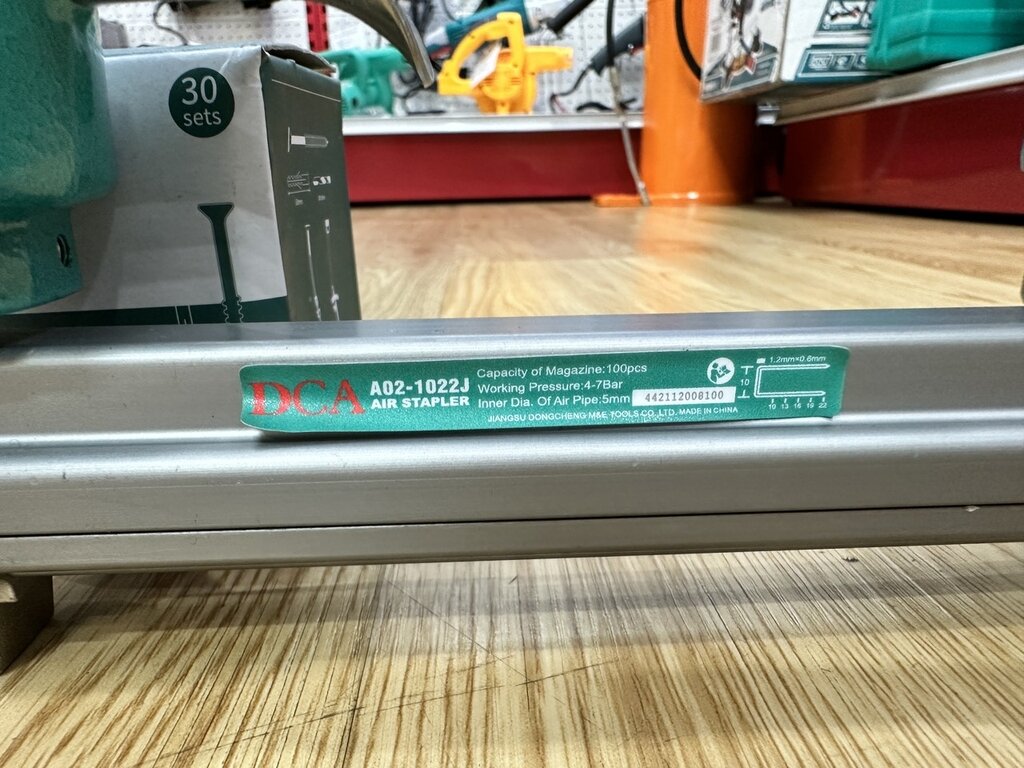 30
sets
DCA
A02-1022J
AIR STAPLER
Capacity of Magazine:100pcs
Working Pressure:4-7Bar
Inner Dia. Of Air Pipe:5mm
442112008100
JIANGSU DONGCHENG M&E TOOLS CO., LTD. MADE IN CHINA
1.2mm×0.6mm
10
10 13 16 19 22